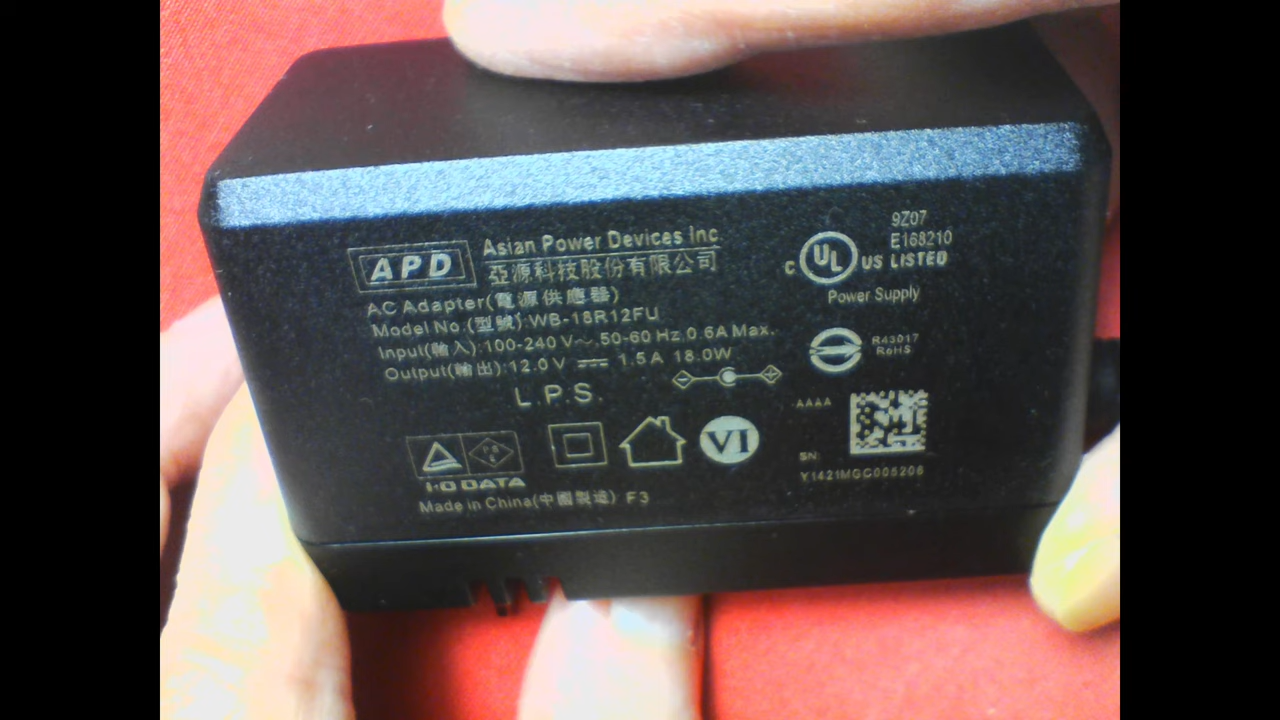 APD
Asian Power Devices Inc
亞源科技股份有限公司
AC Adapter(電源供應器)
Model No.(型號):WB-18R12FU
Input(輸入):100-240 V～,50-60 Hz,0.6A Max.
Output(輸出):12.0 V ⎓ 1.5 A 18.0W
L.P.S.
I-O DATA
Made in China(中國製造) F3
9Z07
E168210
C UL US LISTED
Power Supply
R43017
RoHS
- +
VI
AAAA
SN:
Y1421MGC005208